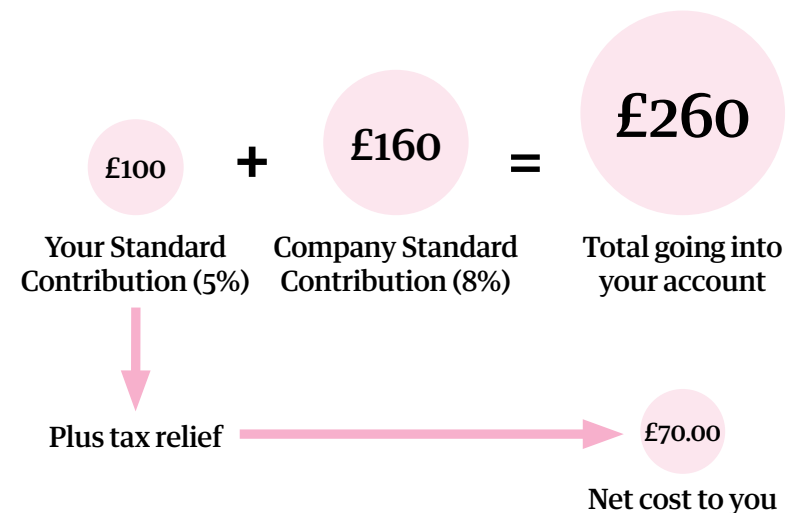 £100
+
£160
=
£260
Your Standard
Contribution (5%)
Company Standard
Contribution (8%)
Total going into
your account
Plus tax relief
£70.00
Net cost to you